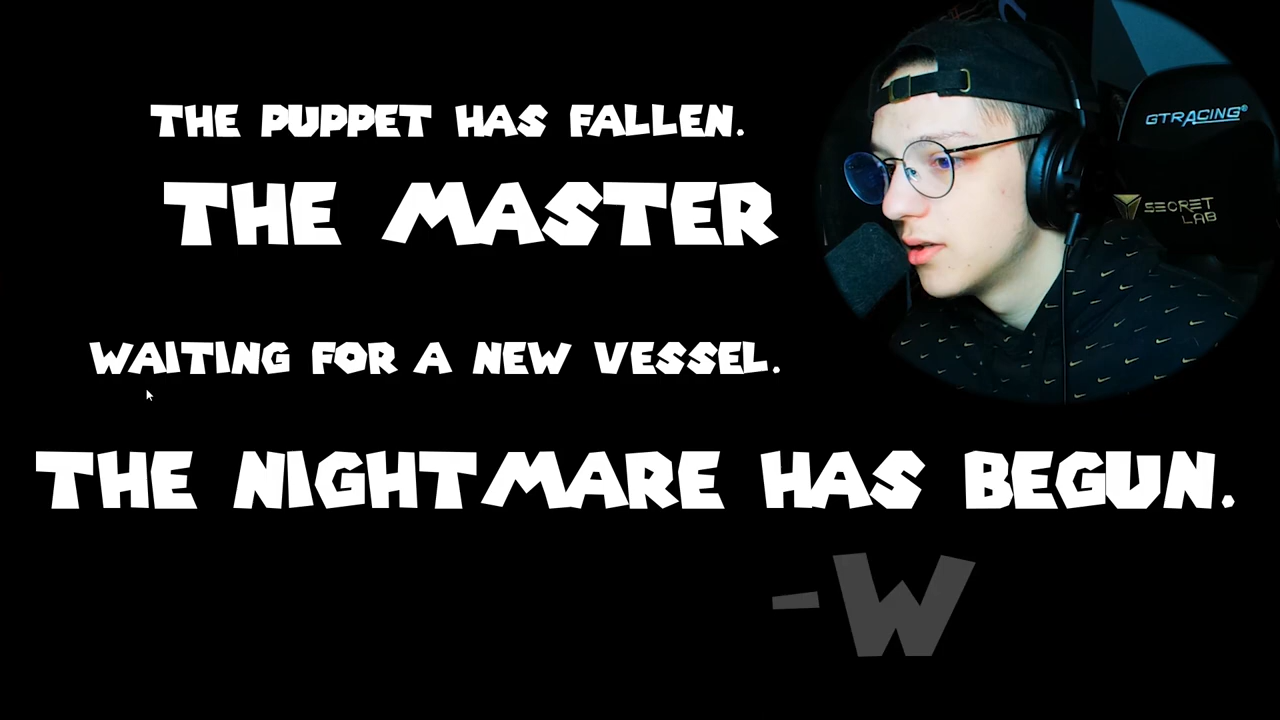 THE PUPPET HAS FALLEN.
THE MASTER
WAITING FOR A NEW VESSEL.
THE NIGHTMARE HAS BEGUN.
-W
GTRACING®
SECRET
LAB